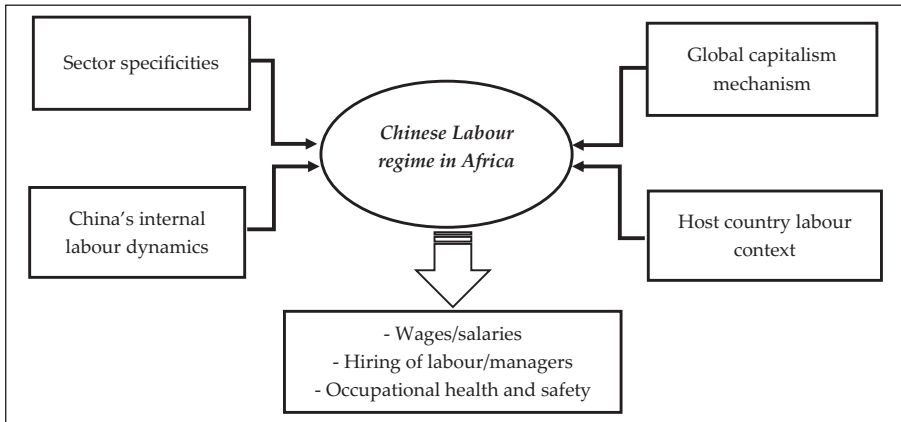 Sector specificities
Global capitalism
mechanism
Chinese Labour
regime in Africa
China’s internal
labour dynamics
Host country labour
context
- Wages/salaries
- Hiring of labour/managers
- Occupational health and safety